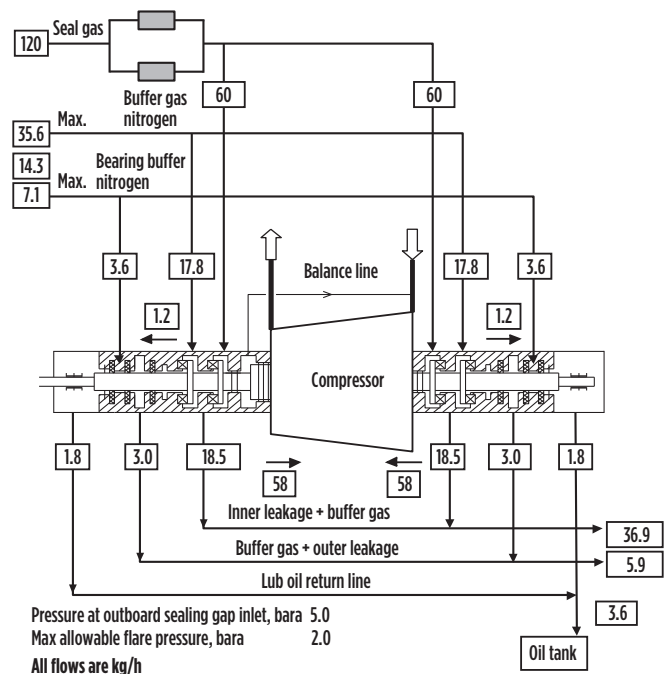 Seal gas
120
60
60
Buffer gas
nitrogen
Max.
35.6
14.3
Bearing buffer
nitrogen
Max.
7.1
3.6
17.8
Balance line
17.8
3.6
1.2
1.2
Compressor
1.8
3.0
18.5
58
58
18.5
3.0
1.8
Inner leakage + buffer gas
36.9
Buffer gas + outer leakage
5.9
Lub oil return line
3.6
Pressure at outboard sealing gap inlet, bara 5.0
Max allowable flare pressure, bara 2.0
Oil tank
All flows are kg/h